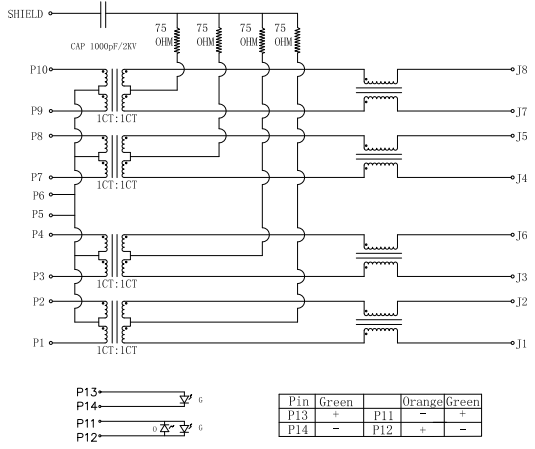 SHIELD
75 75 75 75
OHM OHM OHM OHM
CAP 1000pF/2KV
P10 J8
P9 J7
1CT:1CT
P8 J5
P7 J4
1CT:1CT
P6
P5
P4 J6
P3 J3
1CT:1CT
P2 J2
P1 J1
1CT:1CT
P13
P14 G
P11
P12 O G
Pin Green Orange Green
P13 + P11 − +
P14 − P12 + −